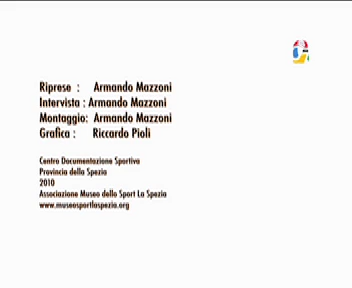 Riprese : Armando Mazzoni
Intervista : Armando Mazzoni
Montaggio: Armando Mazzoni
Grafica : Riccardo Pioli
Centro Documentazione Sportiva
Provincia della Spezia
2010
Associazione Museo dello Sport La Spezia
www.museosportlaspezia.org